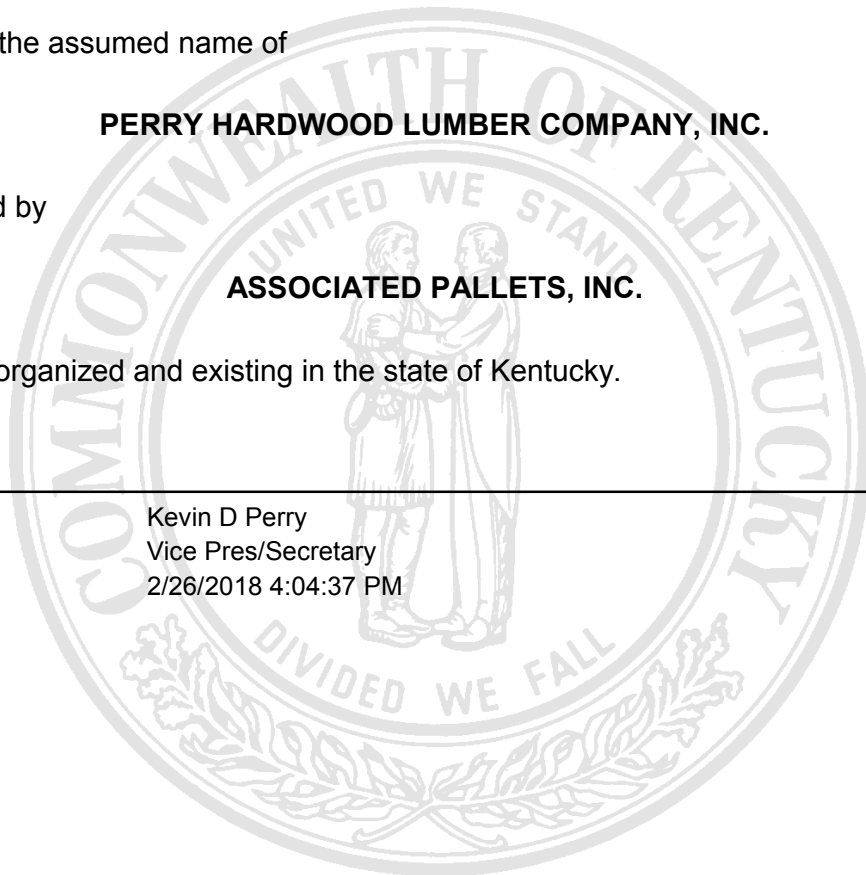 the assumed name of
PERRY HARDWOOD LUMBER COMPANY, INC.
d by
ASSOCIATED PALLETS, INC.
organized and existing in the state of Kentucky.
Kevin D Perry
Vice Pres/Secretary
2/26/2018 4:04:37 PM
COMMONWEALTH OF KENTUCKY
UNITED WE STAND
DIVIDED WE FALL